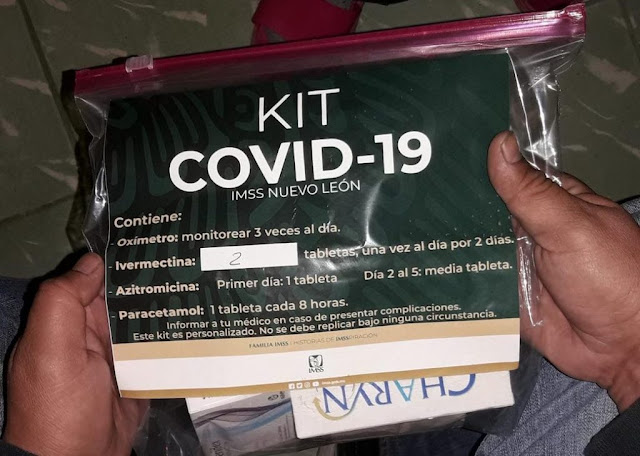 KIT
COVID-19
IMSS NUEVO LEÓN
Contiene:
- Oxímetro: monitorear 3 veces al día.
- Ivermectina: 2 tabletas, una vez al día por 2 días.
- Azitromicina: Primer día: 1 tableta Día 2 al 5: media tableta.
- Paracetamol: 1 tableta cada 8 horas.
Informar a tu médico en caso de presentar complicaciones.
Este kit es personalizado. No se debe replicar bajo ninguna circunstancia.
FAMILIA IMSS / HISTORIAS DE IMSSPIRACIÓN
IMSS
CHARVN